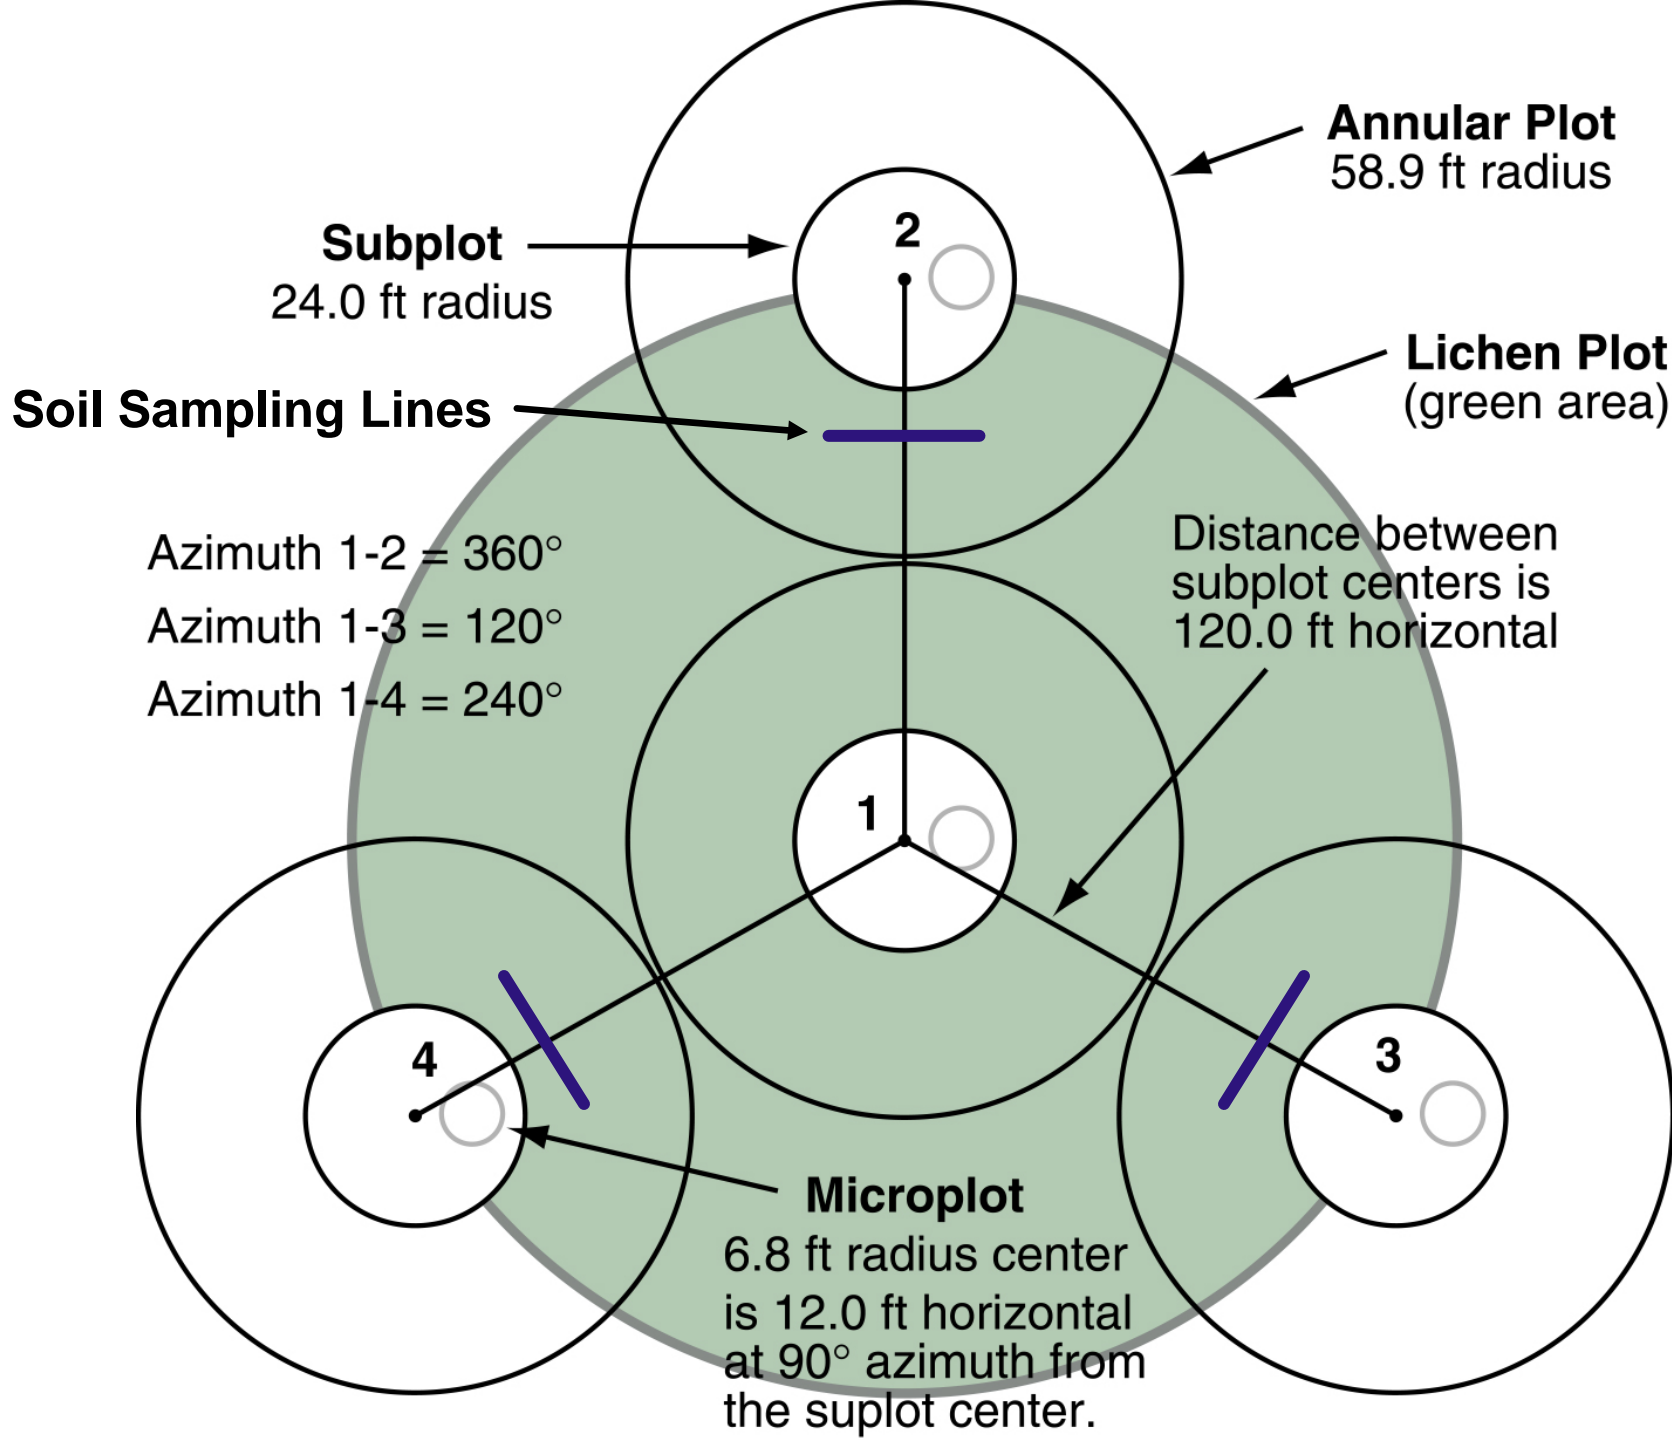 Annular Plot
58.9 ft radius
2
Subplot
24.0 ft radius
Lichen Plot
(green area)
Soil Sampling Lines
Azimuth 1-2 = 360°
Azimuth 1-3 = 120°
Azimuth 1-4 = 240°
Distance between
subplot centers is
120.0 ft horizontal
1
4
3
Microplot
6.8 ft radius center
is 12.0 ft horizontal
at 90° azimuth from
the suplot center.